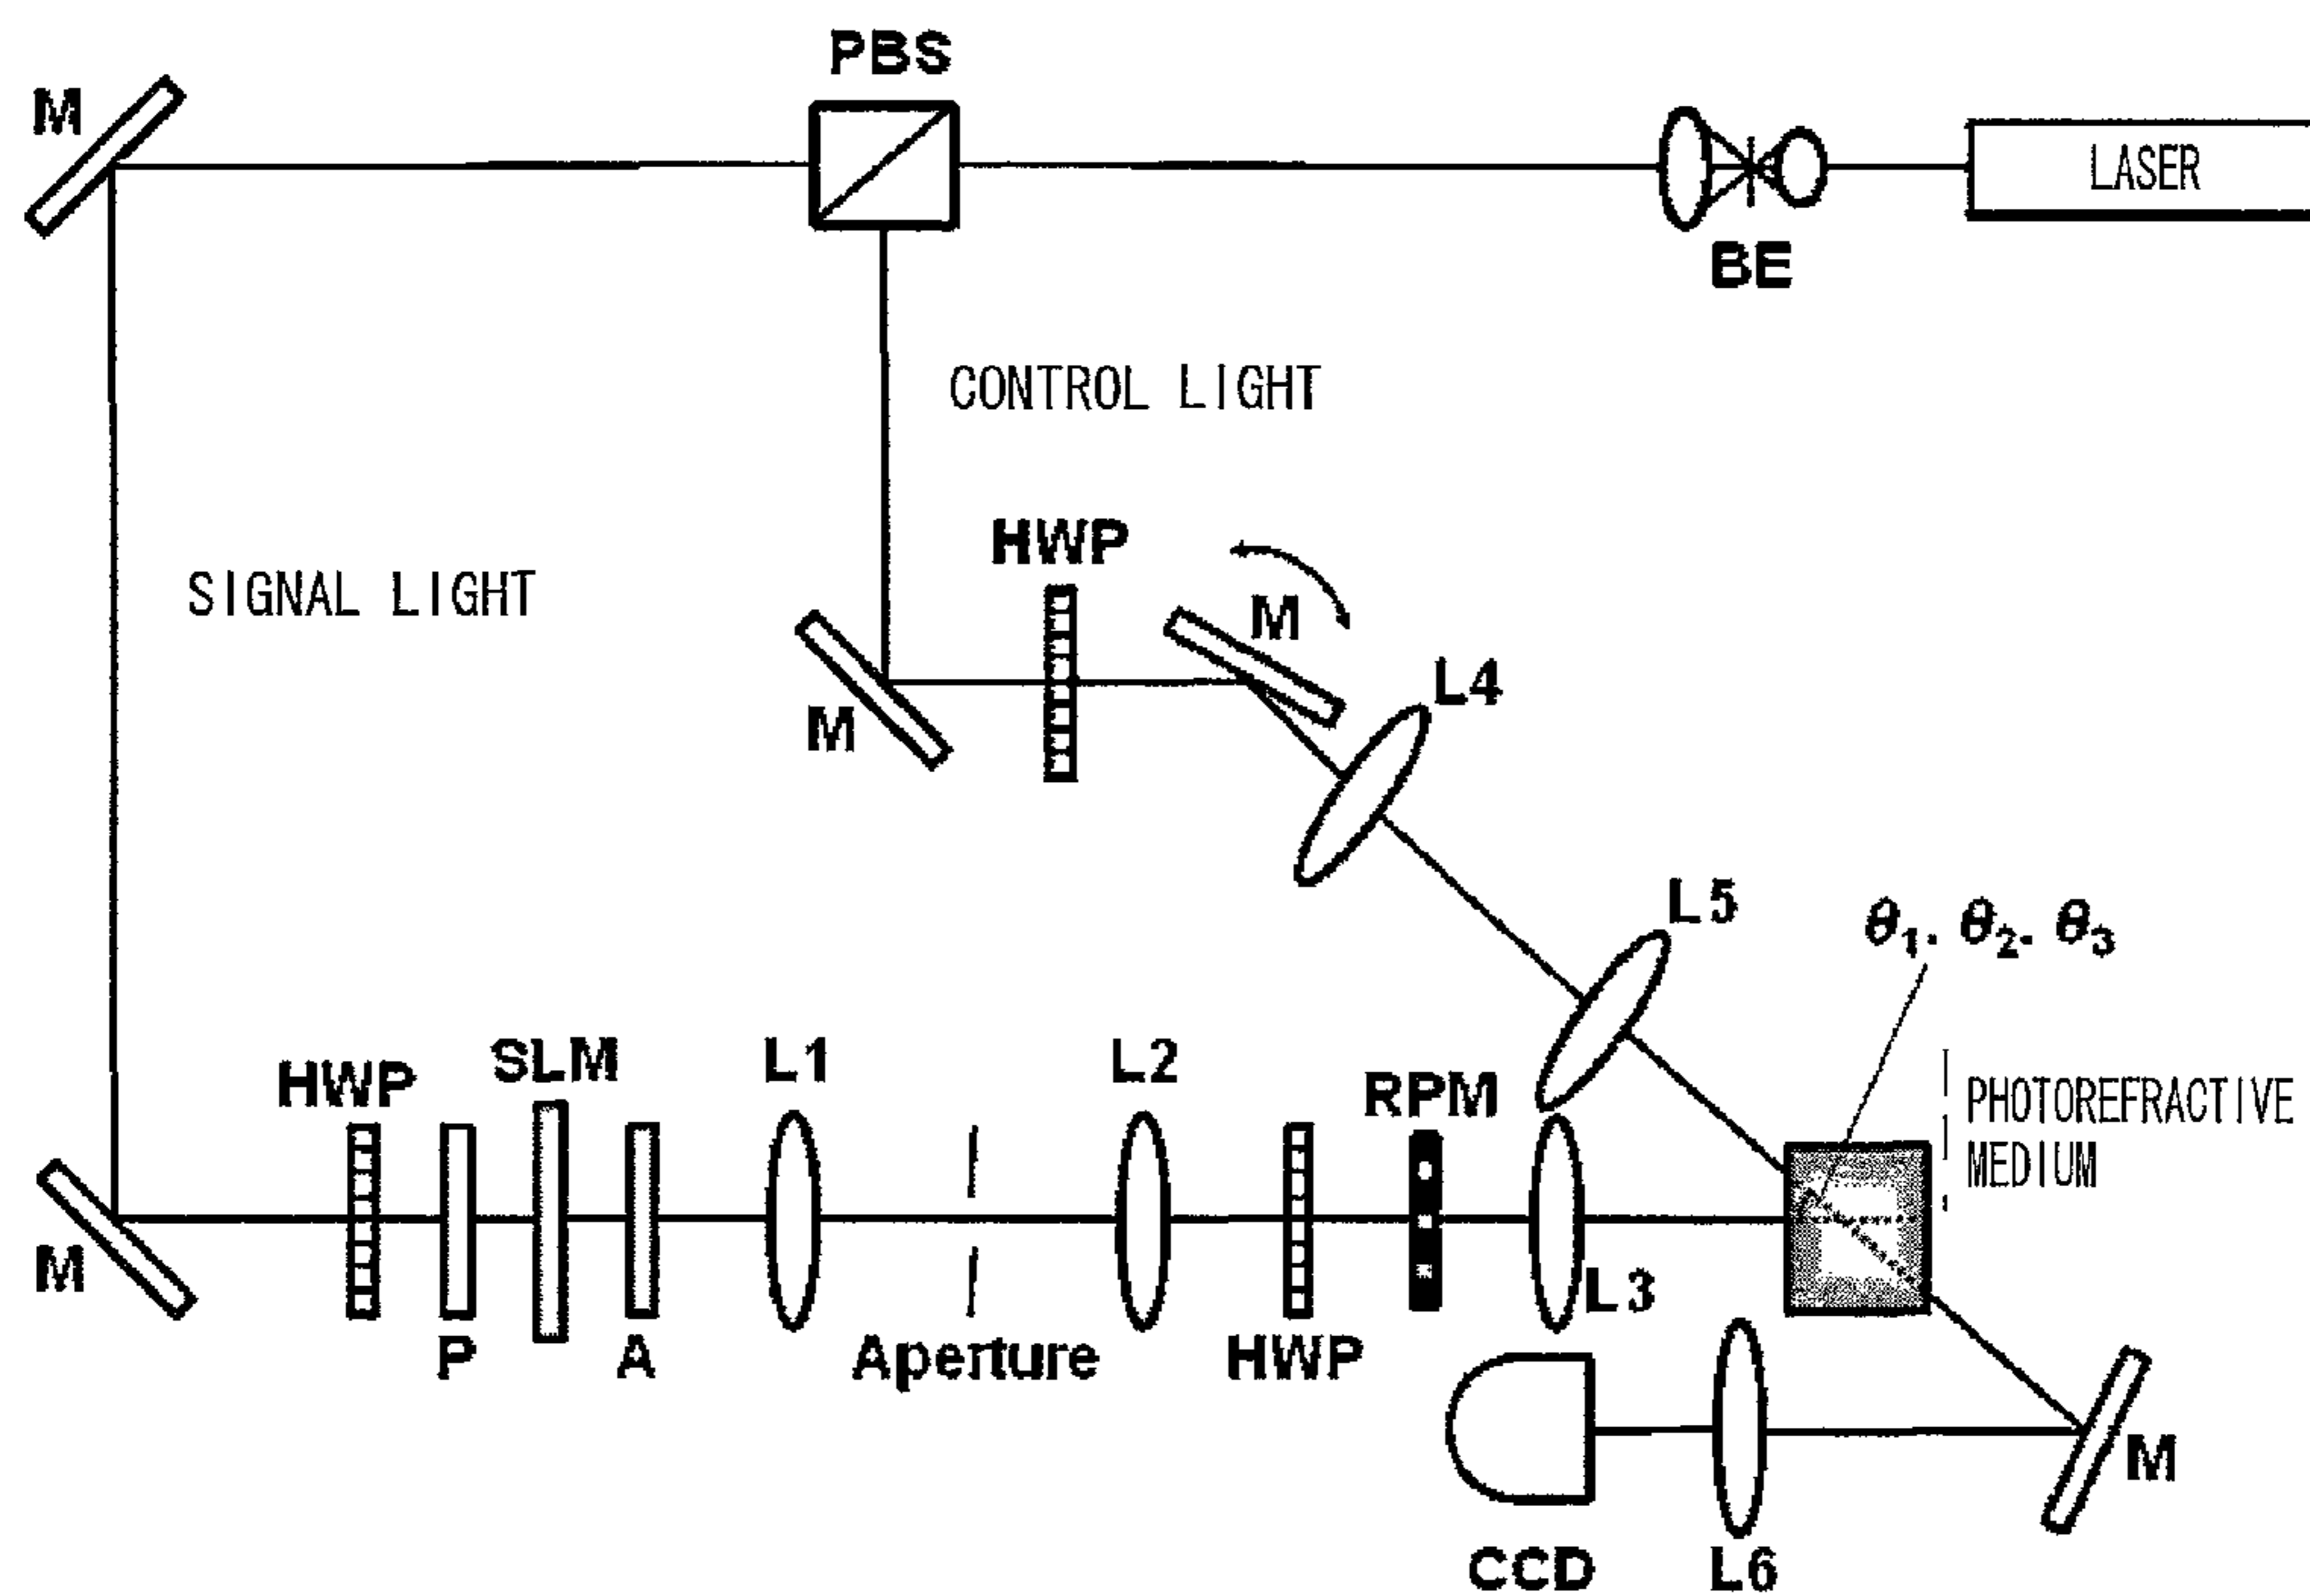 PBS
M
LASER
BE
CONTROL LIGHT
HWP
SIGNAL LIGHT
M
L4
M
L5
θ1. θ2. θ3
HWP
SLM
L1
L2
RPM
PHOTOREFRACTIVE
MEDIUM
M
L3
P
A
Aperture
HWP
M
CCD
L6